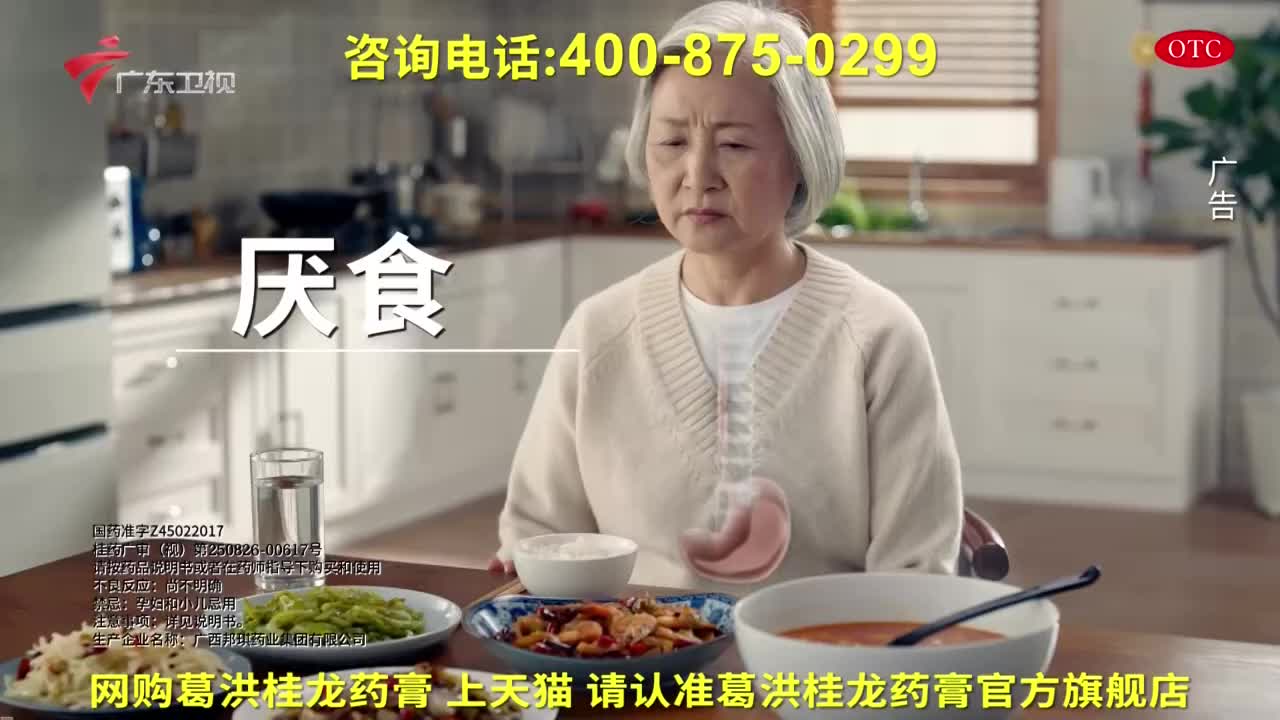 咨询电话:400-875-0299
广东卫视
OTC
广告
厌食
国药准字Z45022017
桂药广审（视）第250826-00617号
请按药品说明书或者在药师指导下购买和使用
不良反应：尚不明确
禁忌：孕妇和小儿忌用
注意事项：详见说明书。
生产企业名称：广西邦琪药业集团有限公司
网购葛洪桂龙药膏 上天猫 请认准葛洪桂龙药膏官方旗舰店